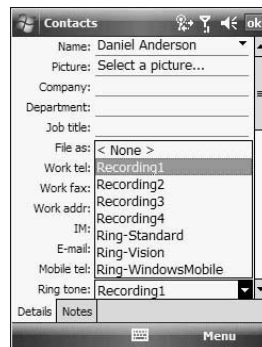 Contacts ok
Name: Daniel Anderson
Picture: Select a picture...
Company:
Department:
Job title:
File as: < None >
Work tel: Recording1
Work fax: Recording2
Work addr: Recording3
Recording4
IM: Ring-Standard
E-mail: Ring-Vision
Mobile tel: Ring-WindowsMobile
Ring tone: Recording1
Details Notes
Menu